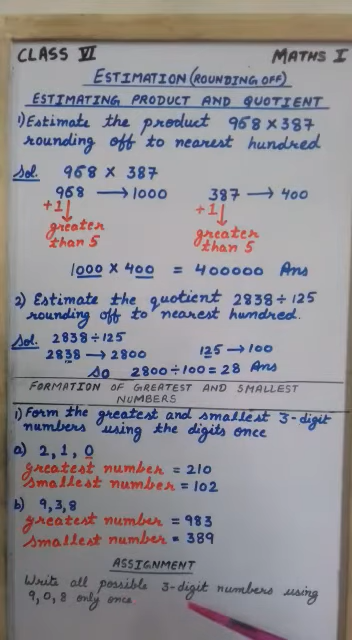 CLASS VI MATHS I
ESTIMATION (ROUNDING OFF)
ESTIMATING PRODUCT AND QUOTIENT
1) Estimate the product 968 × 387
rounding off to nearest hundred
Sol. 968 × 387
968 → 1000 387 → 400
+1↓ +1↓
greater greater
than 5 than 5
1000 × 400 = 400000 Ans
2) Estimate the quotient 2838 ÷ 125
rounding off to nearest hundred.
Sol. 2838 ÷ 125
2838 → 2800 125 → 100
So 2800 ÷ 100 = 28 Ans
FORMATION OF GREATEST AND SMALLEST
NUMBERS
1) Form the greatest and smallest 3-digit
numbers using the digits once
a) 2, 1, 0
greatest number = 210
smallest number = 102
b) 9, 3, 8
greatest number = 983
smallest number = 389
ASSIGNMENT
Write all possible 3-digit numbers using
9, 0, 8 only once